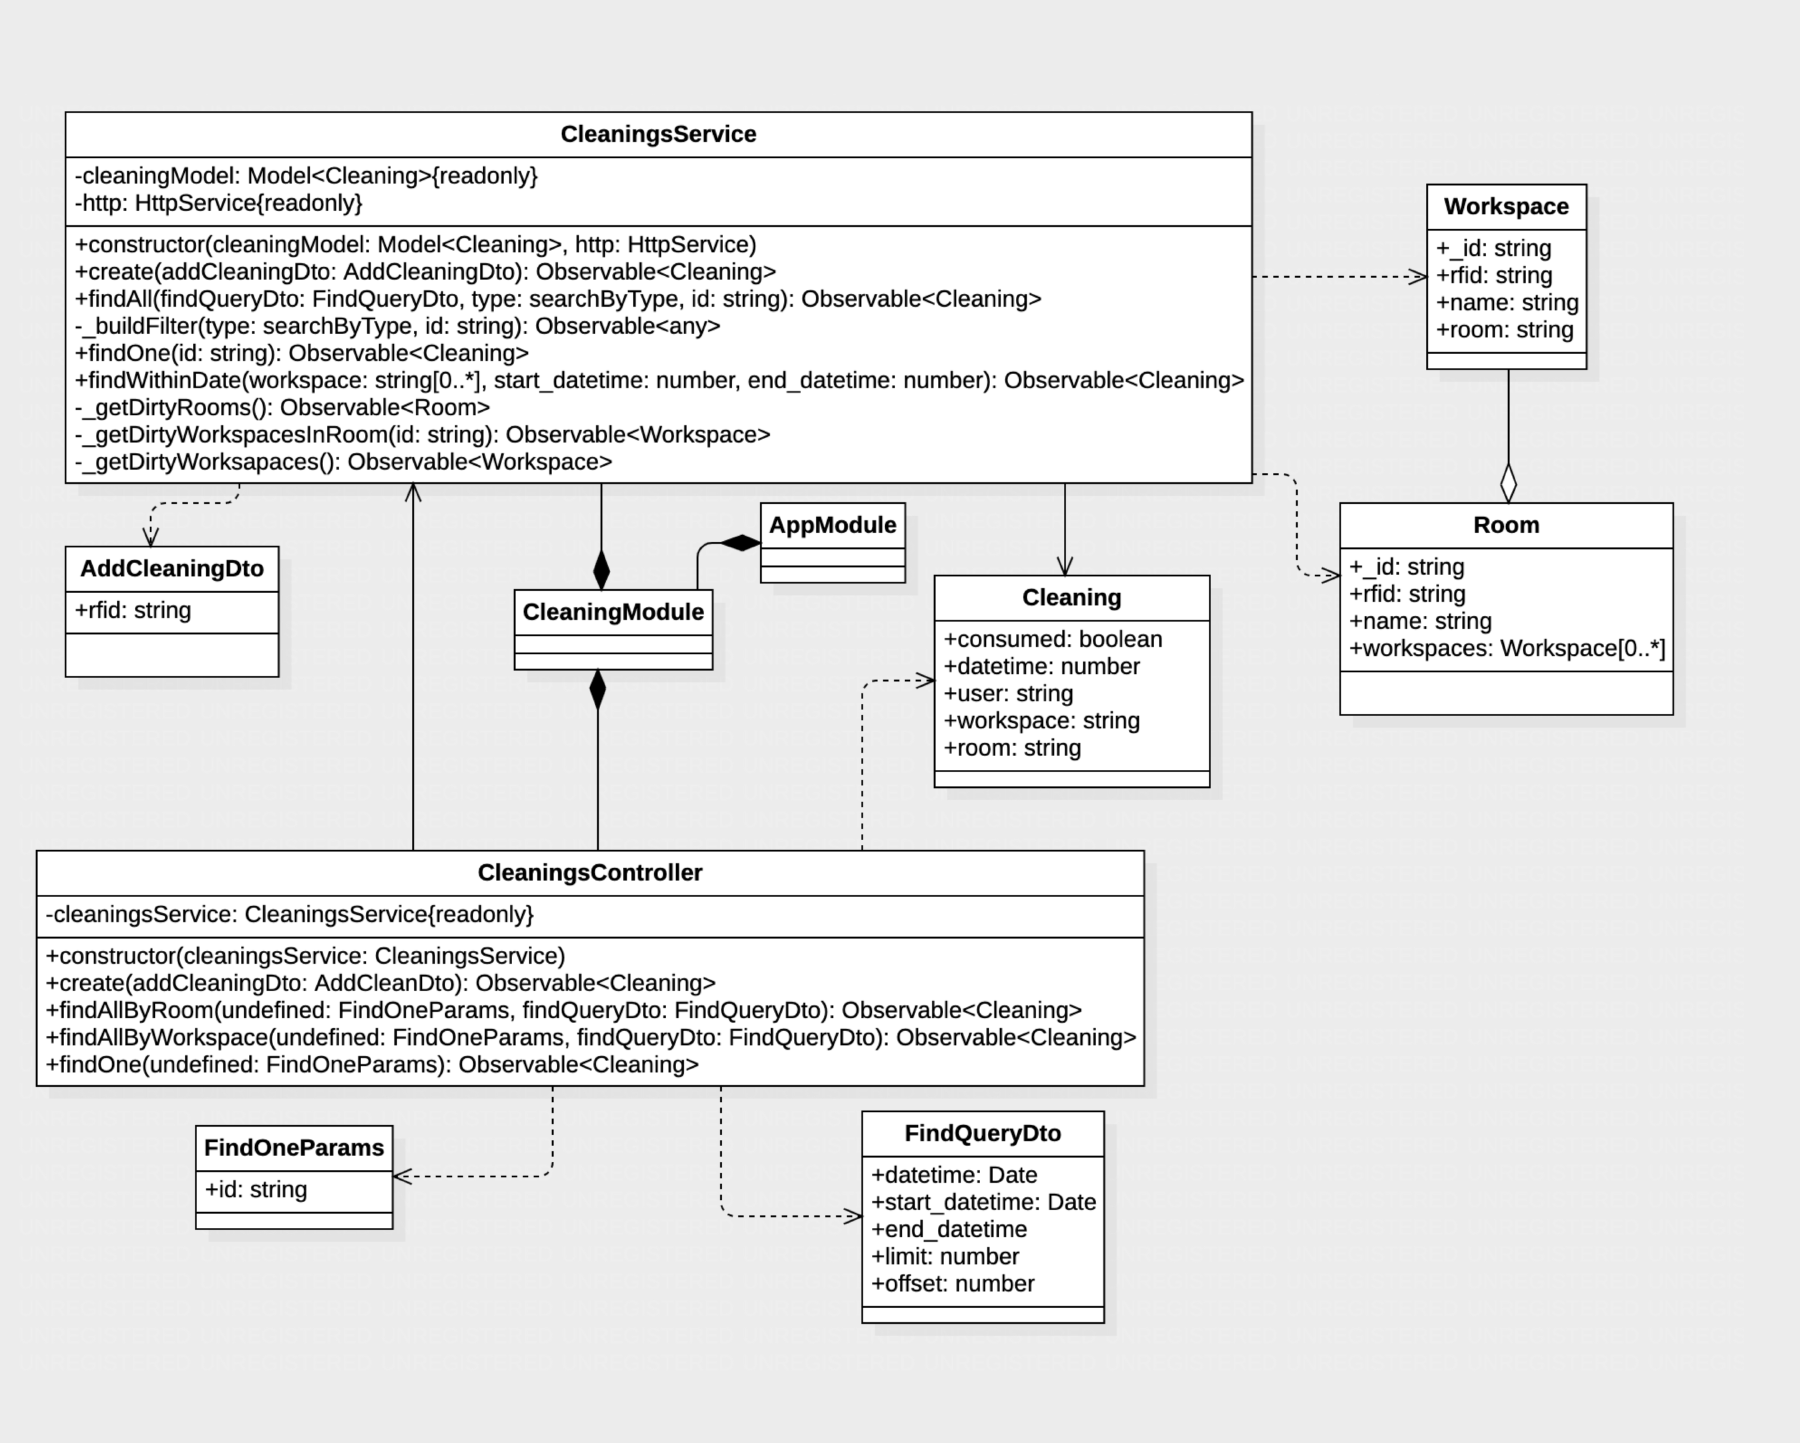 CleaningsService
-cleaningModel: Model<Cleaning>{readonly}
-http: HttpService{readonly}
+constructor(cleaningModel: Model<Cleaning>, http: HttpService)
+create(addCleaningDto: AddCleaningDto): Observable<Cleaning>
+findAll(findQueryDto: FindQueryDto, type: searchByType, id: string): Observable<Cleaning>
-_buildFilter(type: searchByType, id: string): Observable<any>
+findOne(id: string): Observable<Cleaning>
+findWithinDate(workspace: string[0..*], start_datetime: number, end_datetime: number): Observable<Cleaning>
-_getDirtyRooms(): Observable<Room>
-_getDirtyWorkspacesInRoom(id: string): Observable<Workspace>
-_getDirtyWorksapaces(): Observable<Workspace>
Workspace
+_id: string
+rfid: string
+name: string
+room: string
AddCleaningDto
+rfid: string
CleaningModule
AppModule
Cleaning
+consumed: boolean
+datetime: number
+user: string
+workspace: string
+room: string
Room
+_id: string
+rfid: string
+name: string
+workspaces: Workspace[0..*]
CleaningsController
-cleaningsService: CleaningsService{readonly}
+constructor(cleaningsService: CleaningsService)
+create(addCleaningDto: AddCleanDto): Observable<Cleaning>
+findAllByRoom(undefined: FindOneParams, findQueryDto: FindQueryDto): Observable<Cleaning>
+findAllByWorkspace(undefined: FindOneParams, findQueryDto: FindQueryDto): Observable<Cleaning>
+findOne(undefined: FindOneParams): Observable<Cleaning>
FindOneParams
+id: string
FindQueryDto
+datetime: Date
+start_datetime: Date
+end_datetime
+limit: number
+offset: number